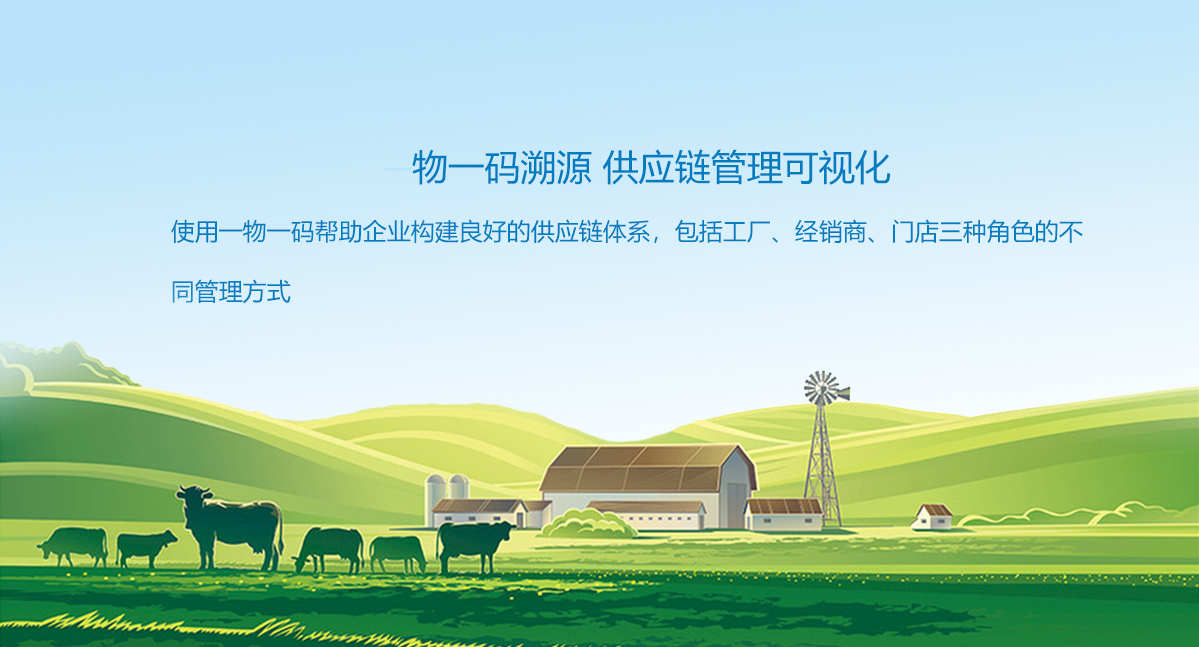 一物一码溯源 供应链管理可视化
使用一物一码帮助企业构建良好的供应链体系，包括工厂、经销商、门店三种角色的不
同管理方式